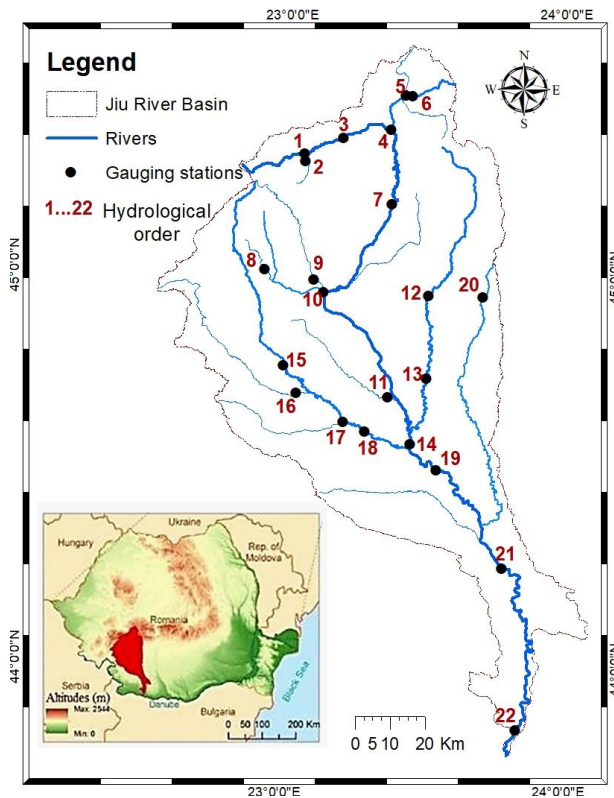 23°0'0"E
24°0'0"E
Legend
Jiu River Basin
Rivers
Gauging stations
1...22 Hydrological
order
N
W
E
S
5
6
3
4
1
2
7
8
9
10
12
20
45°0'0"N
45°0'0"N
15
16
11
13
17
18
14
19
21
22
44°0'0"N
44°0'0"N
Ukraine
Hungary
Rep. of
Moldova
Romania
Serbia
Altitudes (m)
Max: 2544
Min: 0
Danube
Bulgaria
Black Sea
0 50 100 200 Km
0 5 10 20 Km
23°0'0"E
24°0'0"E